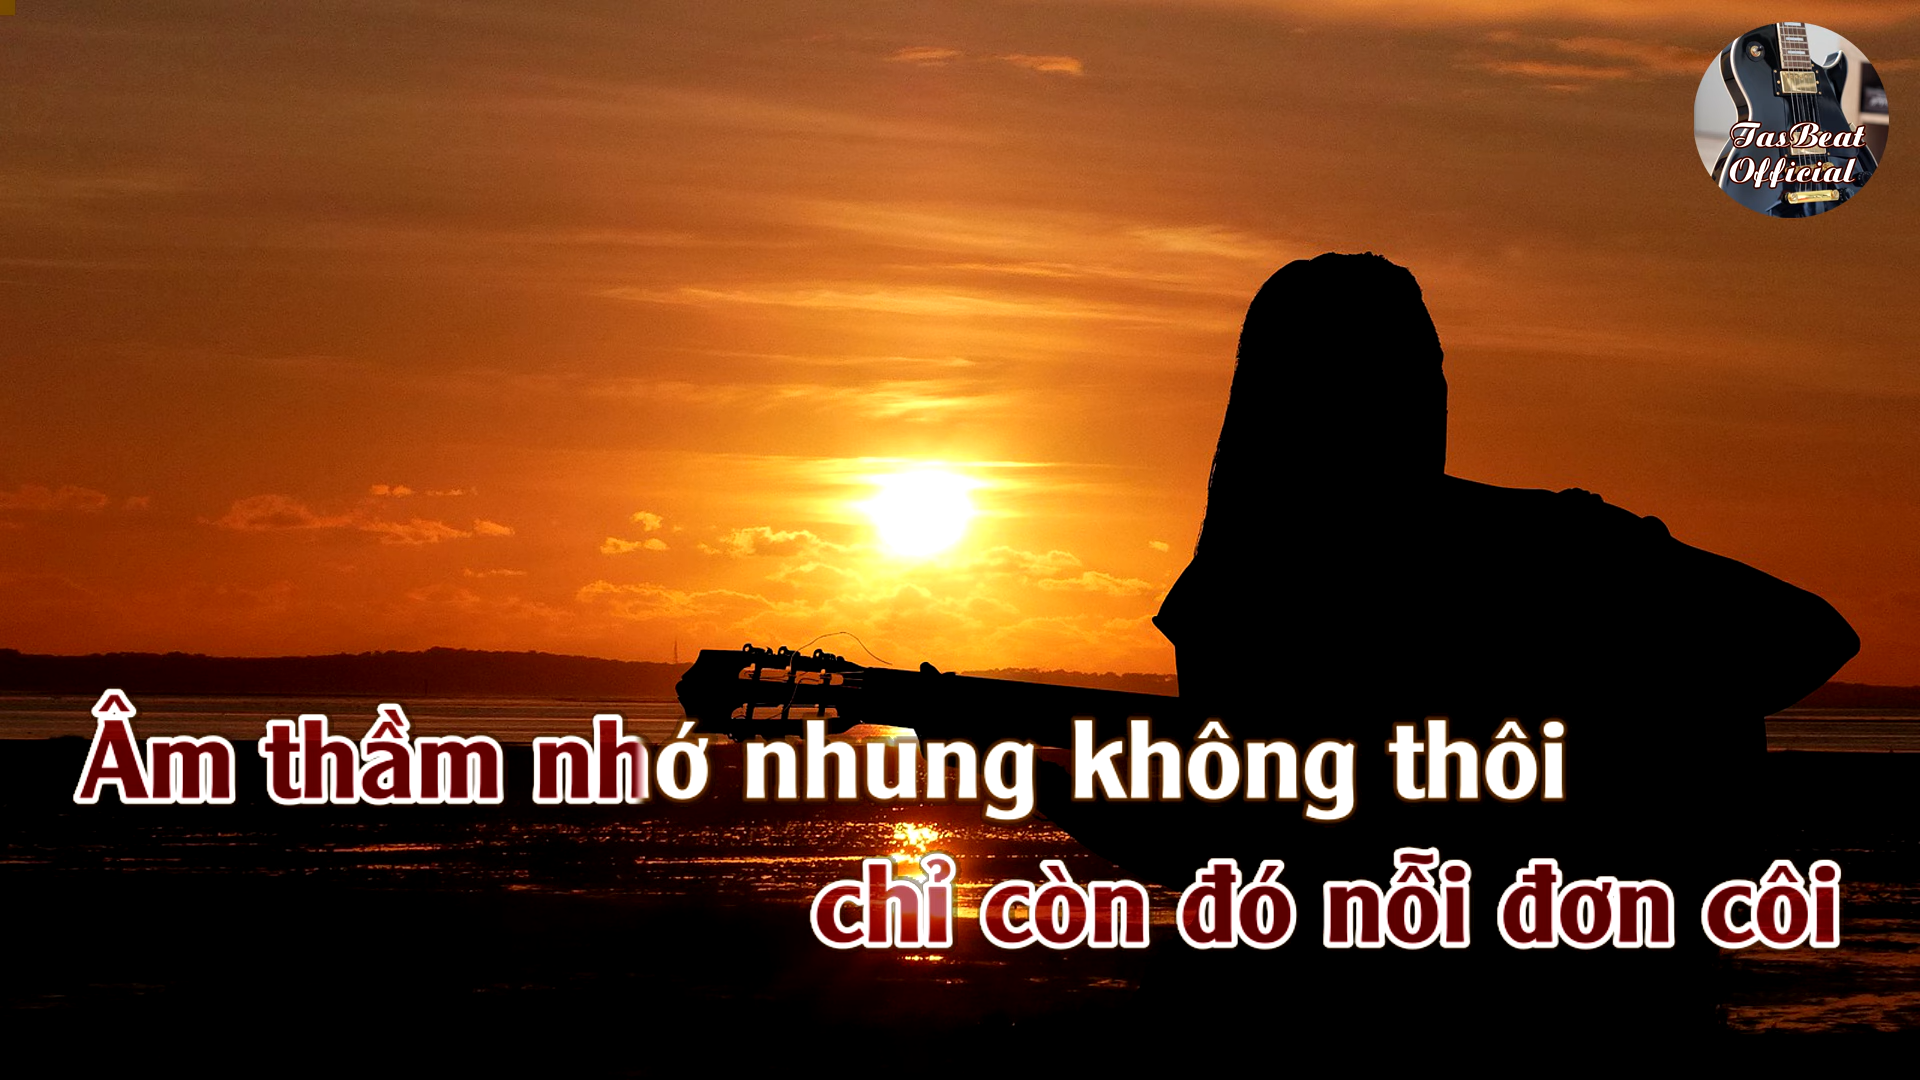 TasBeat
Official
Âm thầm nhớ nhung không thôi
chỉ còn đó nỗi đơn côi